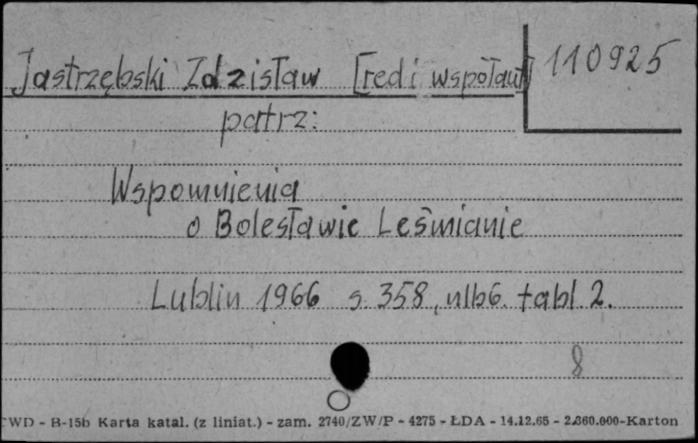 Jastrzębski Zdzisław [red i współaut] 110925
patrz:
Wspomnienia
o Bolesławie Leśmianie
Lublin 1966 s. 358, nlb6. tabl 2.
8
WD - B-15b Karta katal. (z liniat.) - zam. 2740/ZW/P - 4275 - ŁDA - 14.12.65 - 2.360.000-Karton